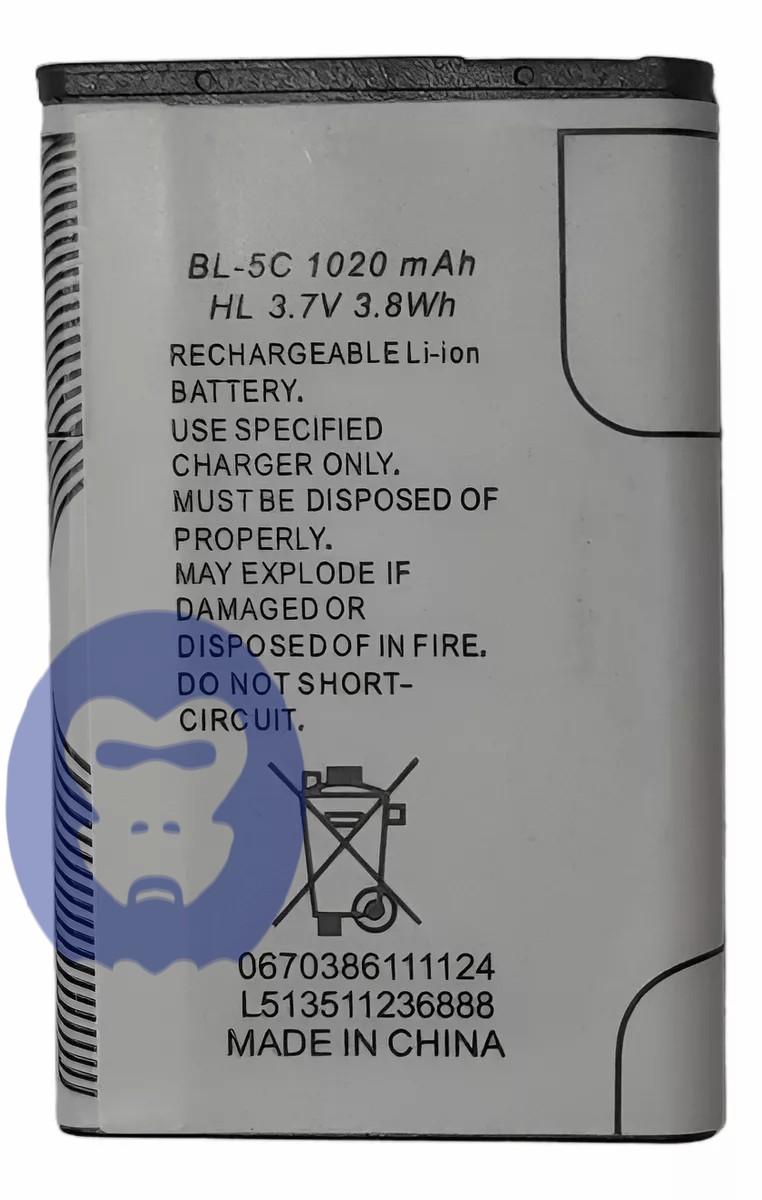 BL-5C 1020 mAh
HL 3.7V 3.8Wh
RECHARGEABLE Li-ion
BATTERY.
USE SPECIFIED
CHARGER ONLY.
MUST BE DISPOSED OF
PROPERLY.
MAY EXPLODE IF
DAMAGED OR
DISPOSED OF IN FIRE.
DO NOT SHORT-
CIRCUIT.
0670386111124
L513511236888
MADE IN CHINA